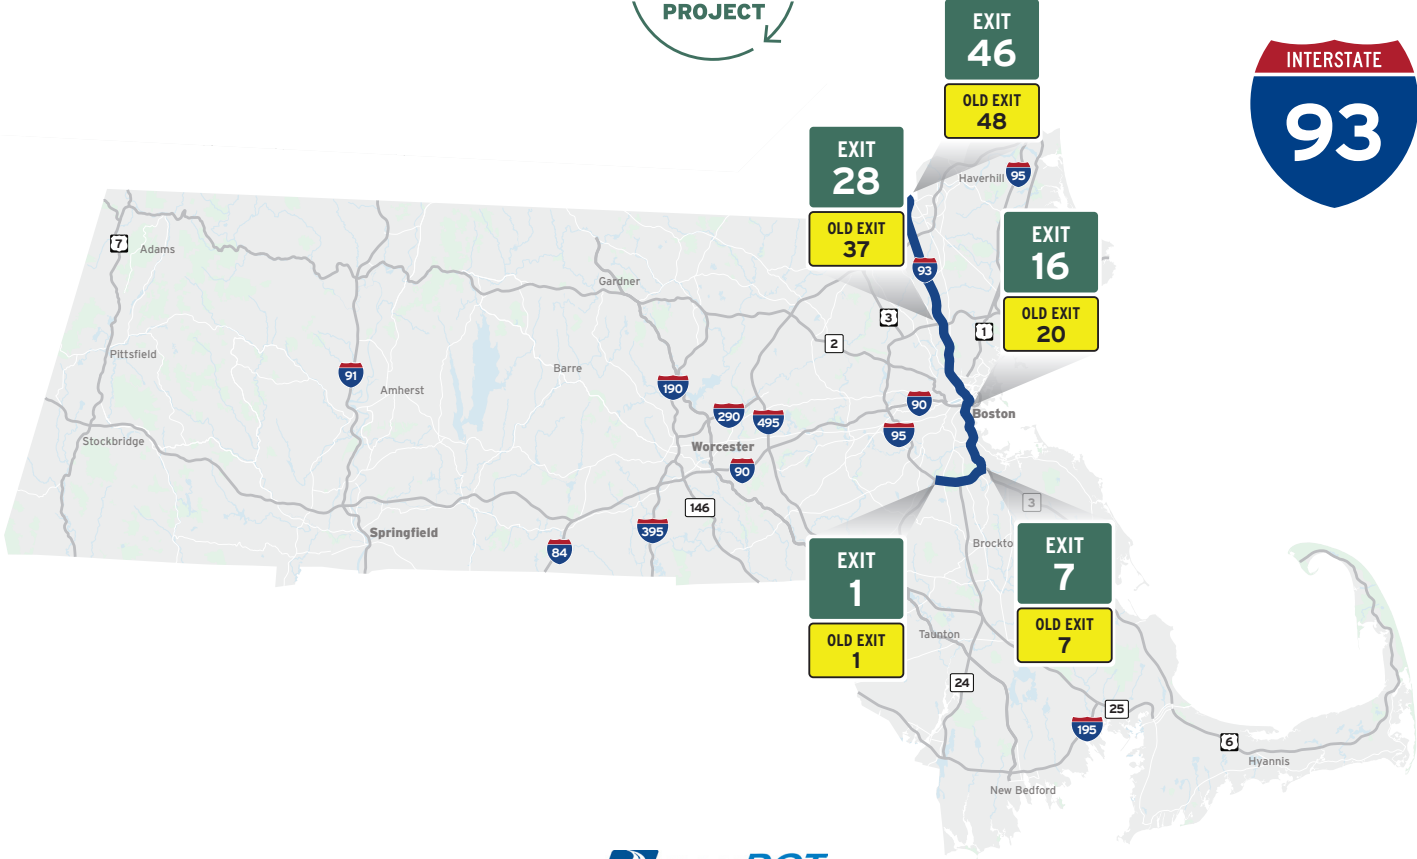 PROJECT
EXIT
46
OLD EXIT
48
INTERSTATE
93
EXIT
28
OLD EXIT
37
Haverhill
95
EXIT
16
OLD EXIT
20
7
Adams
93
Gardner
3
1
2
Pittsfield
91
Amherst
Barre
190
290
495
90
95
Boston
Stockbridge
Worcester
90
146
3
Springfield
84
395
Brockto
EXIT
1
OLD EXIT
1
EXIT
7
OLD EXIT
7
Taunton
24
25
195
6
Hyannis
New Bedford